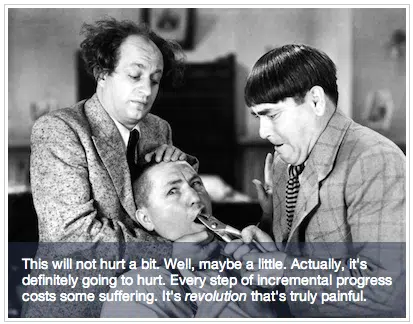 This will not hurt a bit. Well, maybe a little. Actually, it's
definitely going to hurt. Every step of incremental progress
costs some suffering. It's revolution that's truly painful.